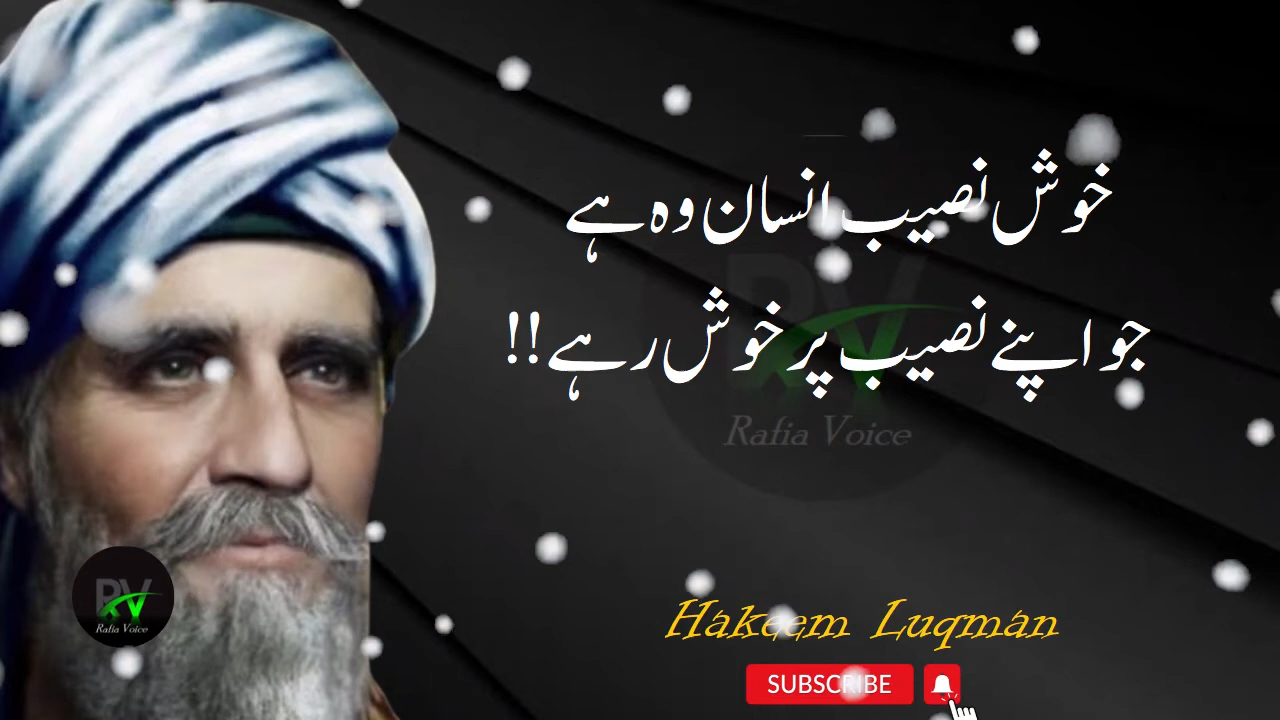 خوش نصیب انسان وہ ہے
جو اپنے نصیب پر خوش رہے!!
RV
Rafia Voice
Hakeem Luqman
RV
Rafia Voice
SUBSCRIBE